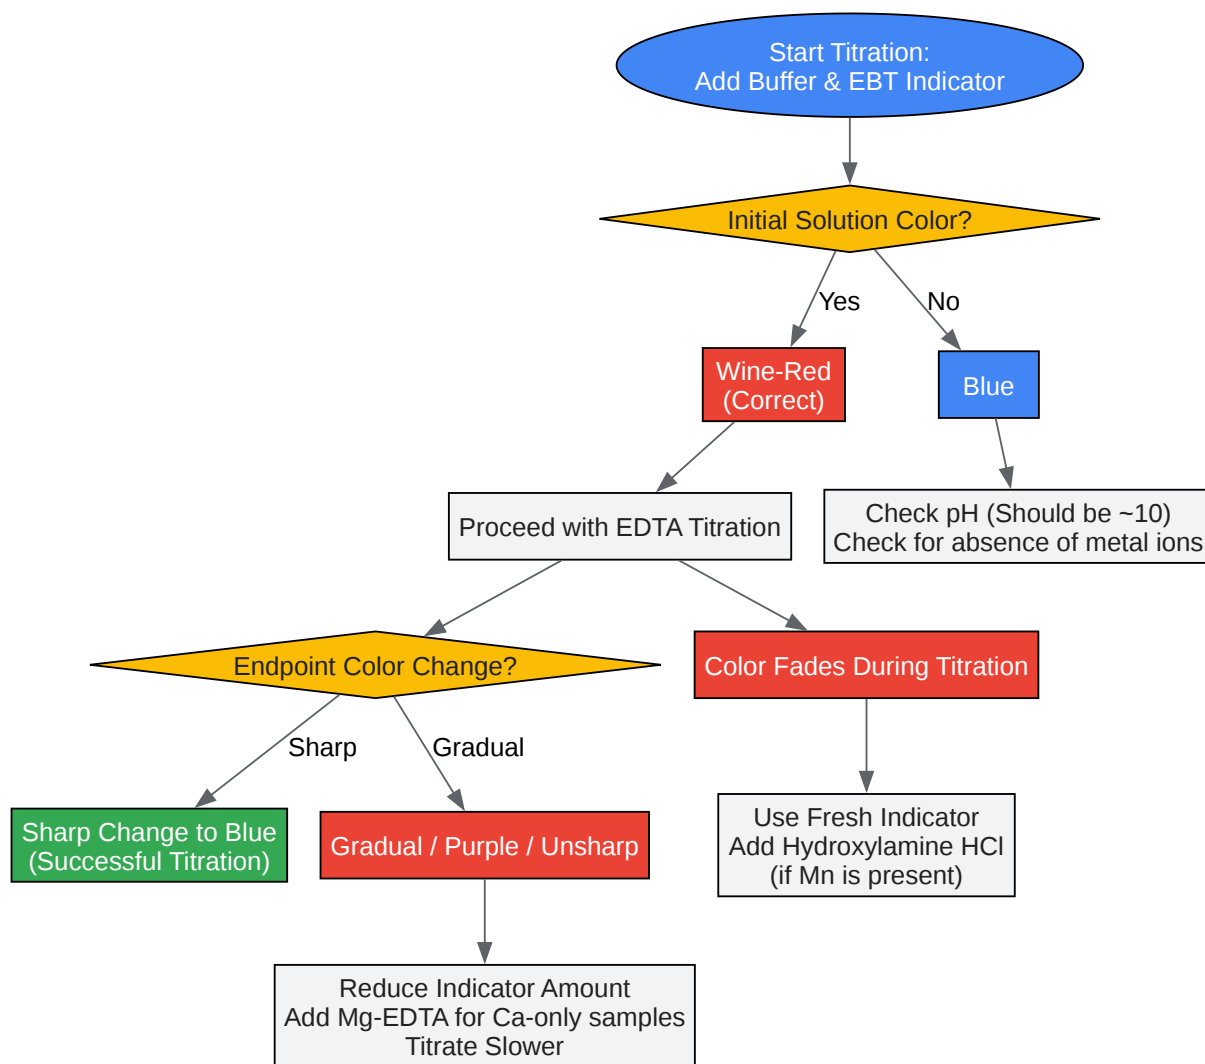 Start Titration:
Add Buffer & EBT Indicator
Initial Solution Color?
Yes
No
Wine-Red
(Correct)
Blue
Proceed with EDTA Titration
Check pH (Should be ~10)
Check for absence of metal ions
Endpoint Color Change?
Color Fades During Titration
Sharp
Gradual
Sharp Change to Blue
(Successful Titration)
Gradual / Purple / Unsharp
Use Fresh Indicator
Add Hydroxylamine HCl
(if Mn is present)
Reduce Indicator Amount
Add Mg-EDTA for Ca-only samples
Titrate Slower